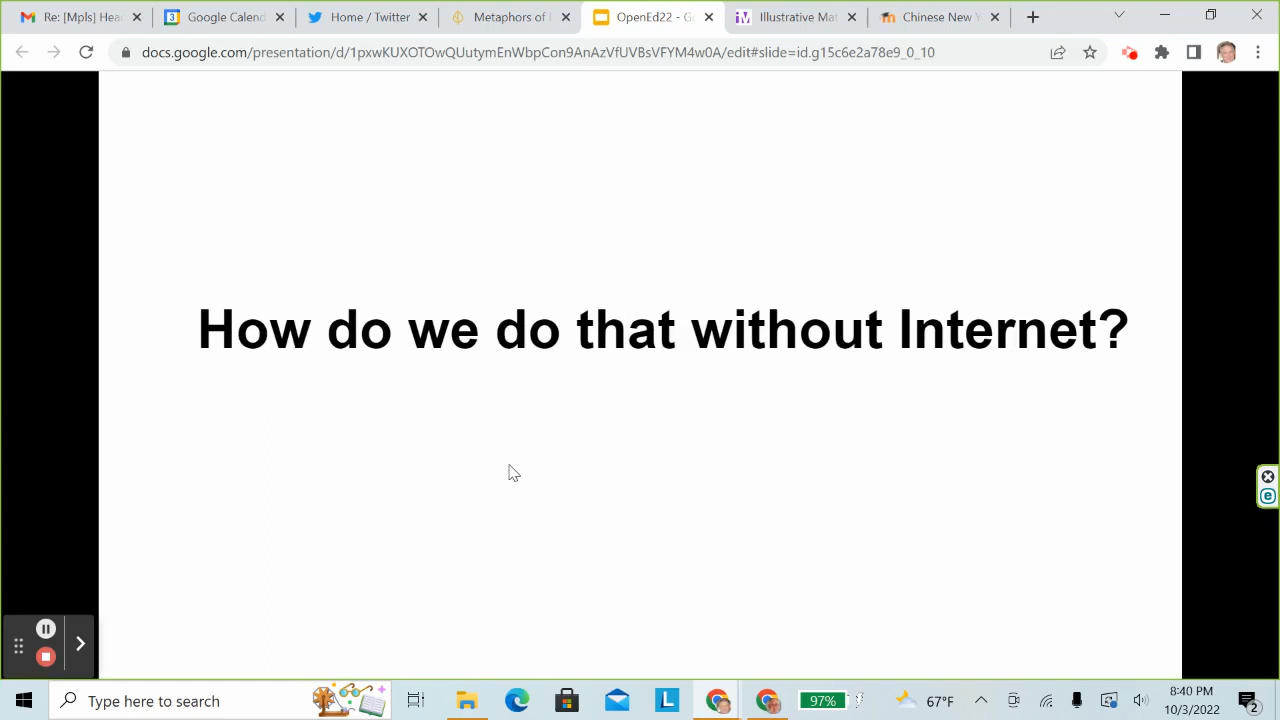 Re: [Mpls] Hea
Google Calend
Home / Twitter
Metaphors of
OpenEd22 - Go
Illustrative Mat
Chinese New Y
docs.google.com/presentation/d/1pxwKUXOTOwQUutymEnWbpCon9AnAzVfUVBsVFYM4w0A/edit#slide=id.g15c6e2a78e9_0_10
How do we do that without Internet?
Type here to search
97%
67°F
8:40 PM
10/3/2022
2